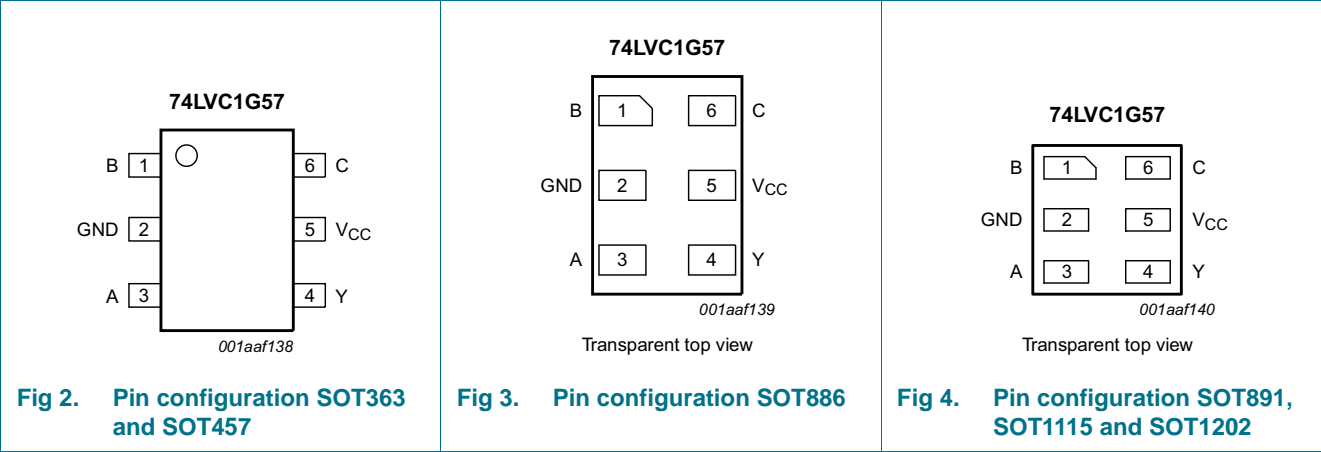 74LVC1G57
B 1 6 C
GND 2 5 VCC
A 3 4 Y
001aaf138
Fig 2. Pin configuration SOT363
and SOT457
74LVC1G57
B 1 6 C
GND 2 5 VCC
A 3 4 Y
001aaf139
Transparent top view
Fig 3. Pin configuration SOT886
74LVC1G57
B 1 6 C
GND 2 5 VCC
A 3 4 Y
001aaf140
Transparent top view
Fig 4. Pin configuration SOT891,
SOT1115 and SOT1202